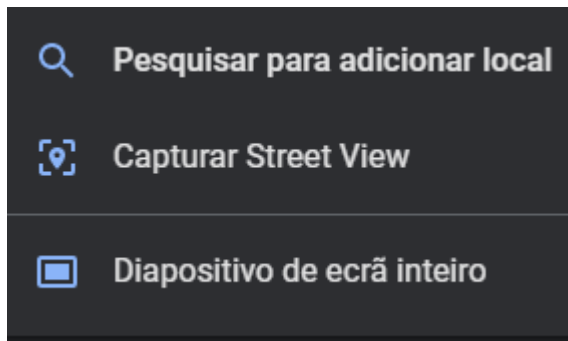 Pesquisar para adicionar local
Capturar Street View
Diapositivo de ecrã inteiro